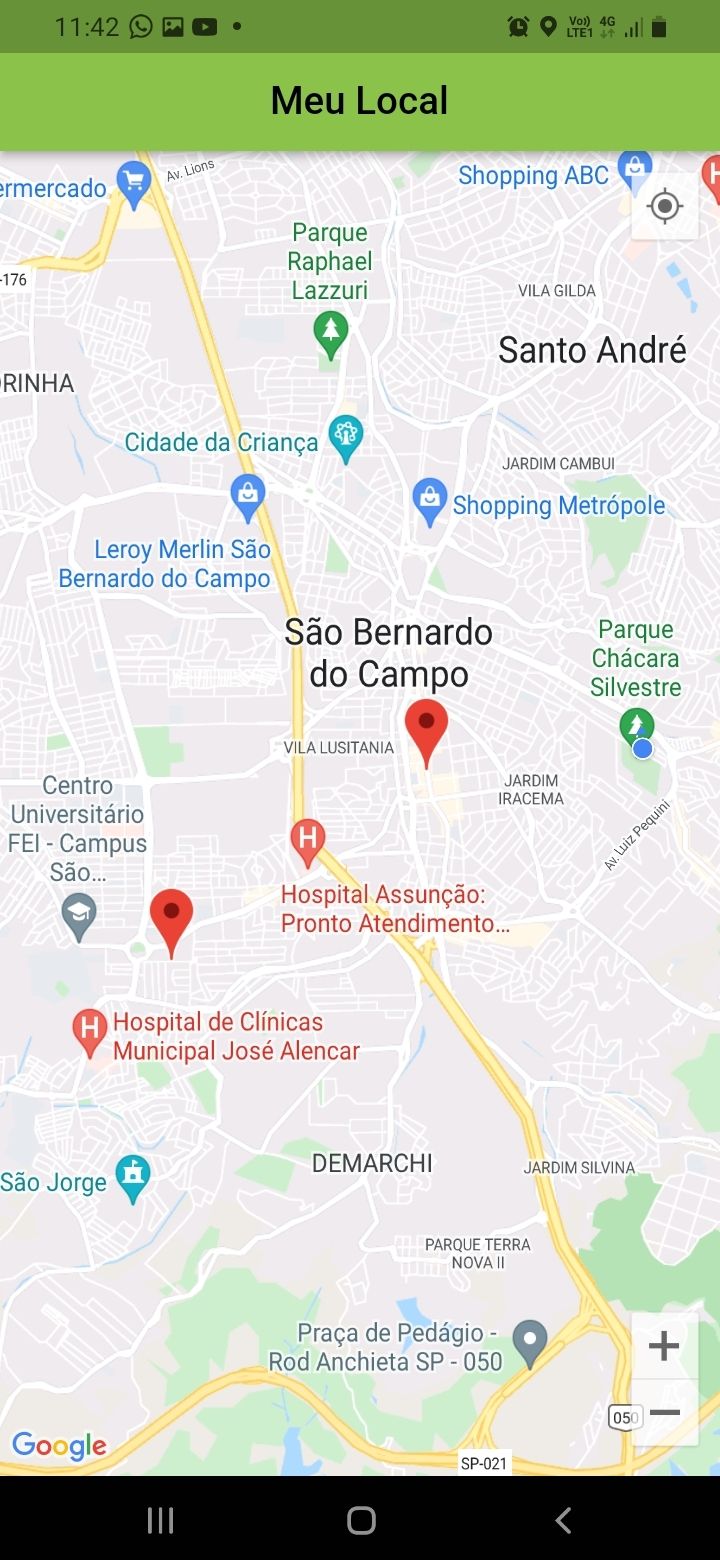 11:42
Vo))
LTE1
4G
Meu Local
Av. Lions
ermercado
Shopping ABC
H
Parque
Raphael
Lazzuri
-176
VILA GILDA
Santo André
ORINHA
Cidade da Criança
JARDIM CAMBUI
Shopping Metrópole
Leroy Merlin São
Bernardo do Campo
São Bernardo
do Campo
Parque
Chácara
Silvestre
VILA LUSITANIA
JARDIM
IRACEMA
Centro
Universitário
FEI - Campus
São...
Av. Luiz Pequini
H
Hospital Assunção:
Pronto Atendimento...
H
Hospital de Clínicas
Municipal José Alencar
DEMARCHI
JARDIM SILVINA
São Jorge
PARQUE TERRA
NOVA II
Praça de Pedágio -
Rod Anchieta SP - 050
+
−
050
Google
SP-021